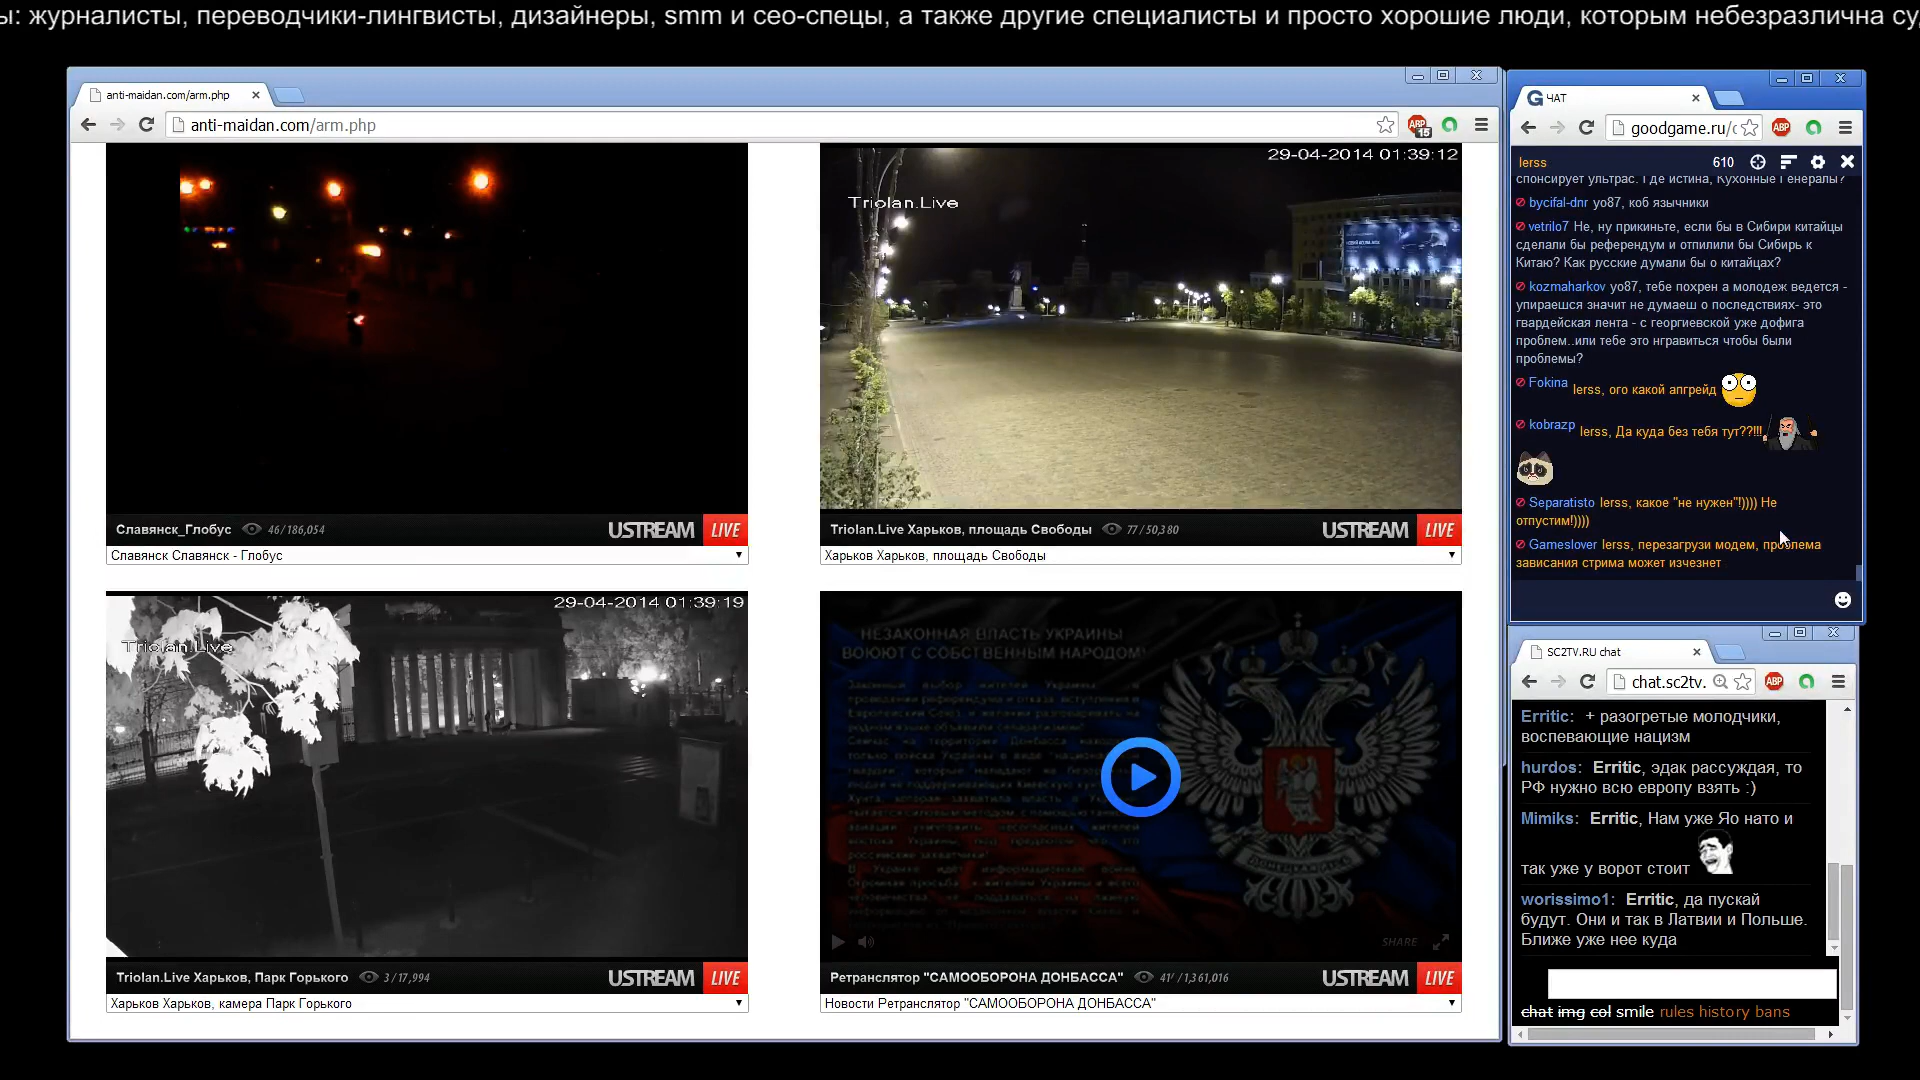 ы: журналисты, переводчики-лингвисты, дизайнеры, smm и сео-спецы, а также другие специалисты и просто хорошие люди, которым небезразлична су
anti-maidan.com/arm.php
anti-maidan.com/arm.php
ABP
15
Славянск_Глобус
46/186,054
USTREAM
LIVE
Славянск Славянск - Глобус
29-04-2014 01:39:12
Triolan.Live
Triolan.Live Харьков, площадь Свободы
77/50,380
USTREAM
LIVE
Харьков Харьков, площадь Свободы
29-04-2014 01:39:19
Triolan.Live
Triolan.Live Харьков, Парк Горького
3/17,994
USTREAM
LIVE
Харьков Харьков, камера Парк Горького
НЕЗАКОННАЯ ВЛАСТЬ УКРАИНЫ
ВОЮЮТ С СОБСТВЕННЫМ НАРОДОМ!
SHARE
Ретранслятор "САМООБОРОНА ДОНБАССА"
/1,361,016
USTREAM
LIVE
Новости Ретранслятор "САМООБОРОНА ДОНБАССА"
G ЧАТ
goodgame.ru/c
ABP
lerss
610
спонсирует ультрас. Где истина, Кухонные Генералы?
bycifal-dnr yo87, коб язычники
vetrilo7 Не, ну прикиньте, если бы в Сибири китайцы
сделали бы референдум и отпилили бы Сибирь к
Китаю? Как русские думали бы о китайцах?
kozmaharkov yo87, тебе похрен а молодеж ведется -
упираешся значит не думаеш о последствиях- это
гвардейская лента - с георгиевской уже дофига
проблем..или тебе это нгравиться чтобы были
проблемы?
Fokina lerss, ого какой апгрейд
kobrazp lerss, Да куда без тебя тут??!!!
Separatisto lerss, какое "не нужен"!)))) Не
отпустим!))))
Gameslover lerss, перезагрузи модем, проблема
зависания стрима может изчезнет
SC2TV.RU chat
chat.sc2tv.
ABP
Erritic: + разогретые молодчики,
воспевающие нацизм
hurdos: Erritic, эдак рассуждая, то
РФ нужно всю европу взять :)
Mimiks: Erritic, Нам уже Яо нато и
так уже у ворот стоит
worissimo1: Erritic, да пускай
будут. Они и так в Латвии и Польше.
Ближе уже нее куда
chat img col smile rules history bans